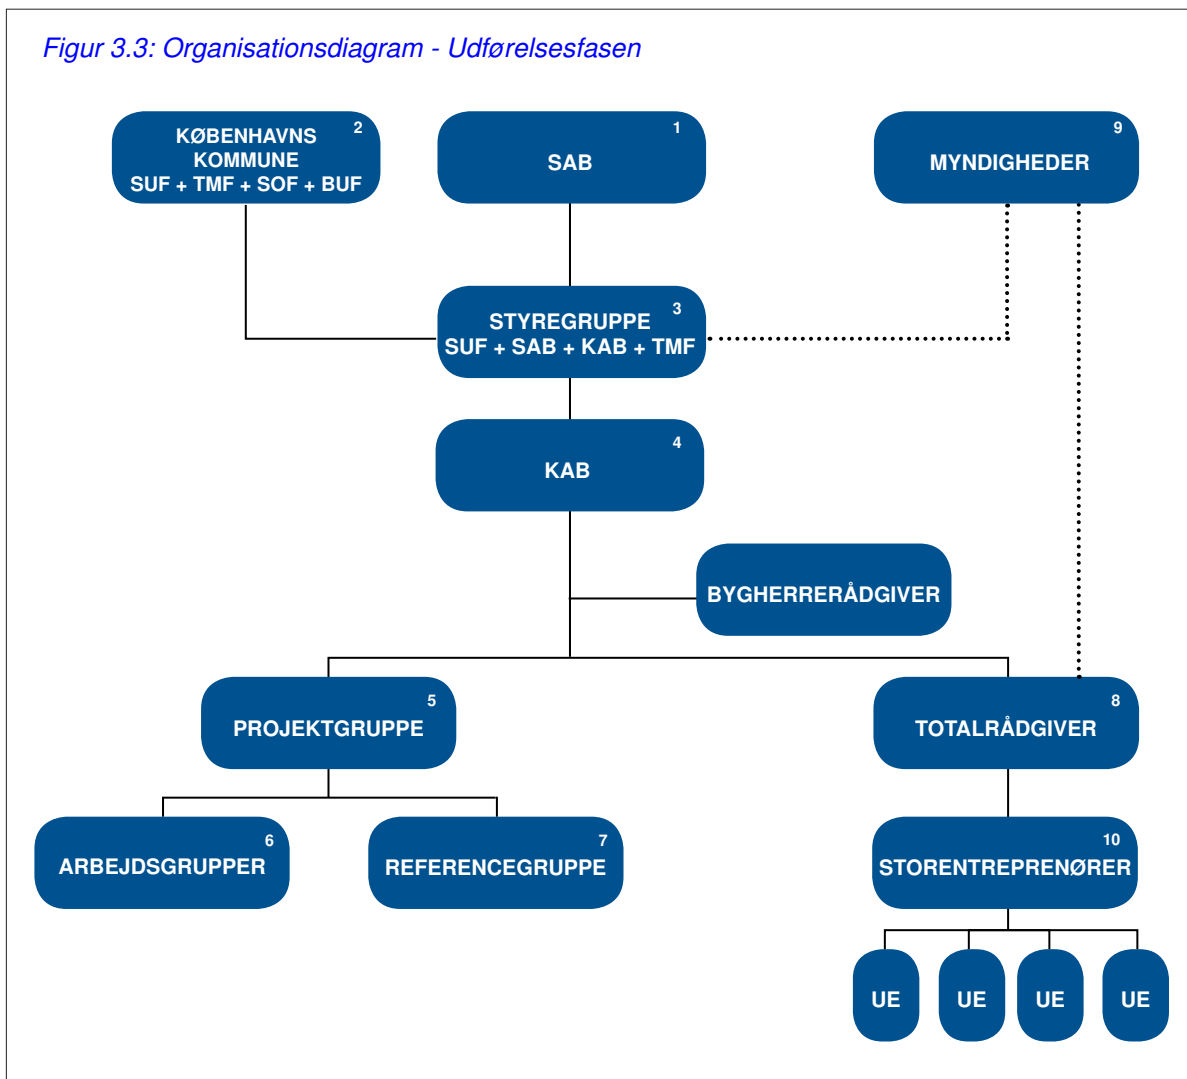 Figur 3.3: Organisationsdiagram - Udførelsesfasen
2
KØBENHAVNS
KOMMUNE
SUF + TMF + SOF + BUF
1
SAB
9
MYNDIGHEDER
3
STYREGRUPPE
SUF + SAB + KAB + TMF
4
KAB
BYGHERRERÅDGIVER
5
PROJEKTGRUPPE
8
TOTALRÅDGIVER
6
ARBEJDSGRUPPER
7
REFERENCEGRUPPE
10
STORENTREPRENØRER
UE
UE
UE
UE